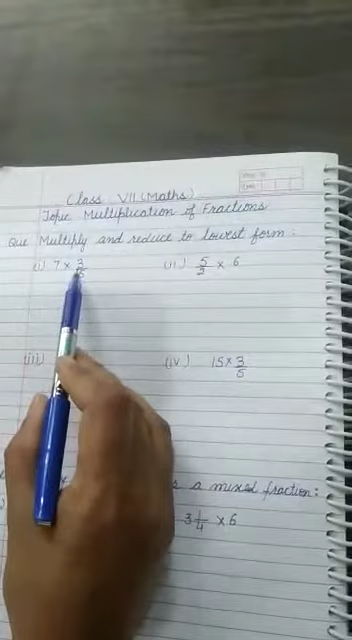 Class VII (Maths)
Topic Multiplication of Fractions
Que Multiply and reduce to lowest form :
(i) 7 × 3/5 (ii) 5/2 × 6
(iii) (iv) 15 × 3/5
a mixed fraction :
3 1/4 × 6